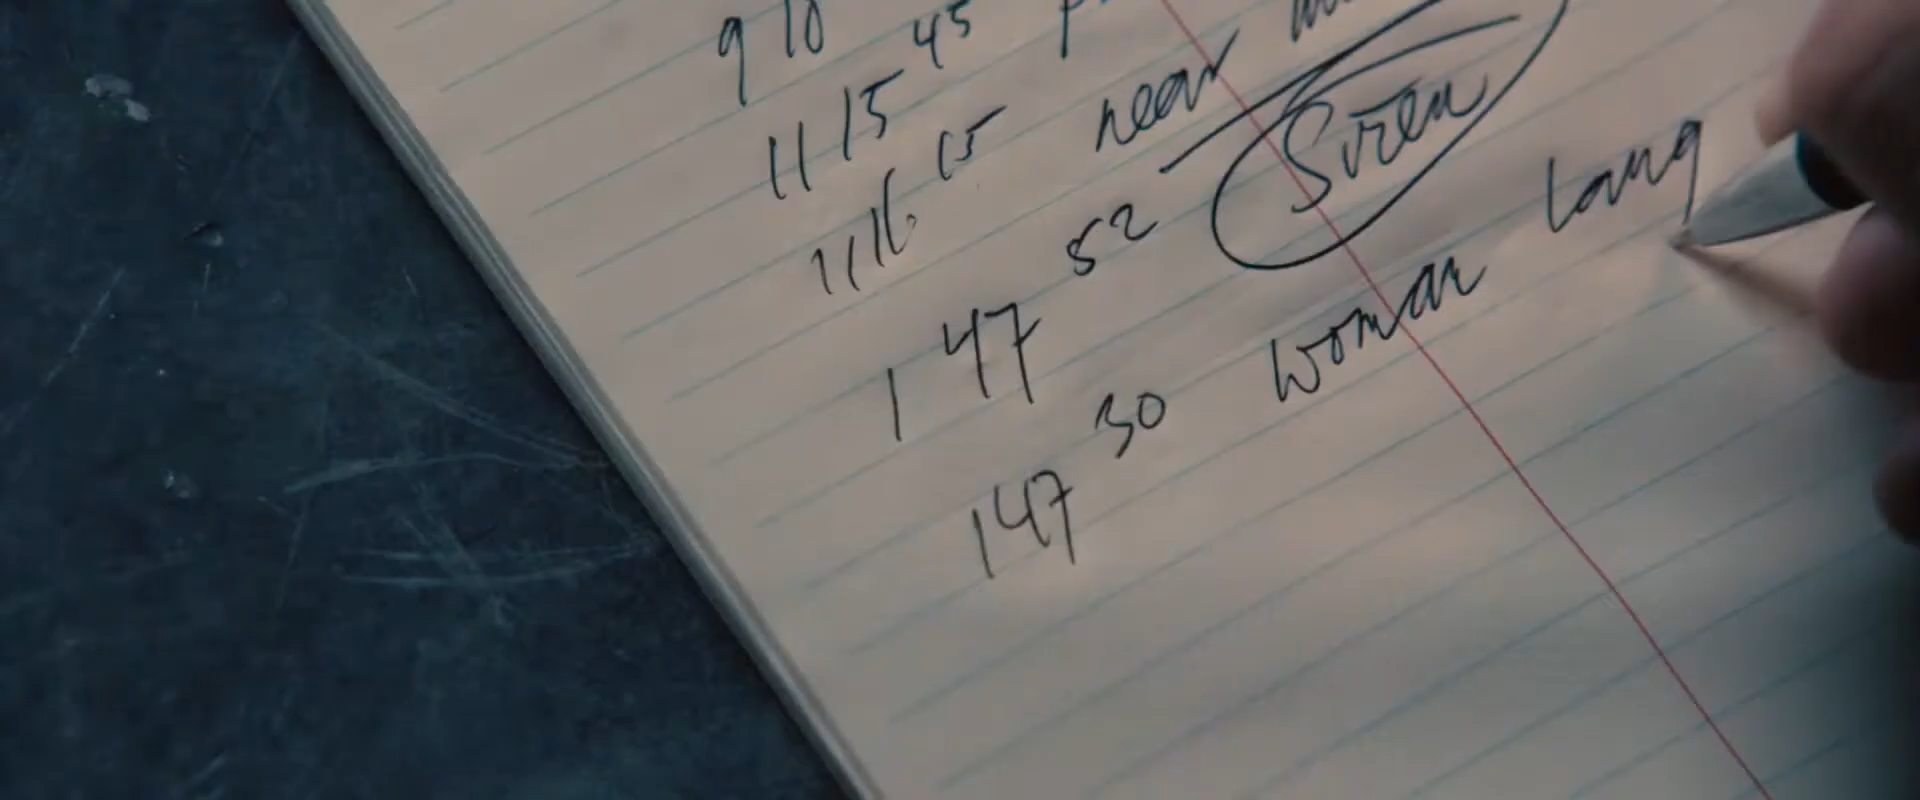 9 10 45
11 15
11 16 15 near
1 47 52 Siren
1 47 30 woman laug